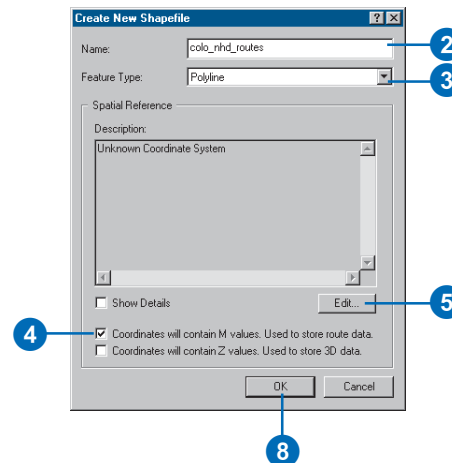 Create New Shapefile
Name: colo_nhd_routes 2
Feature Type: Polyline 3
Spatial Reference
Description:
Unknown Coordinate System
Show Details Edit... 5
4 Coordinates will contain M values. Used to store route data.
Coordinates will contain Z values. Used to store 3D data.
OK Cancel
8